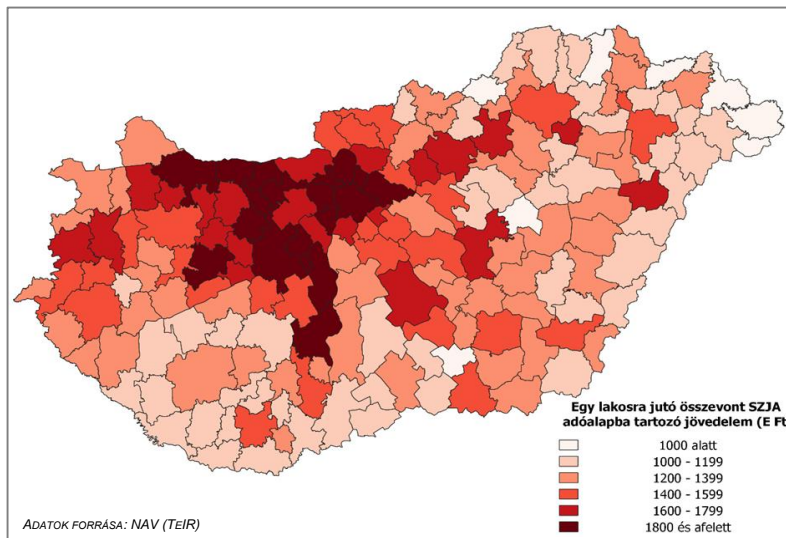 Egy lakosra jutó összevont SZJA
adóalapba tartozó jövedelem (E Ft
1000 alatt
1000 - 1199
1200 - 1399
1400 - 1599
1600 - 1799
1800 és afelett
ADATOK FORRÁSA: NAV (TEIR)